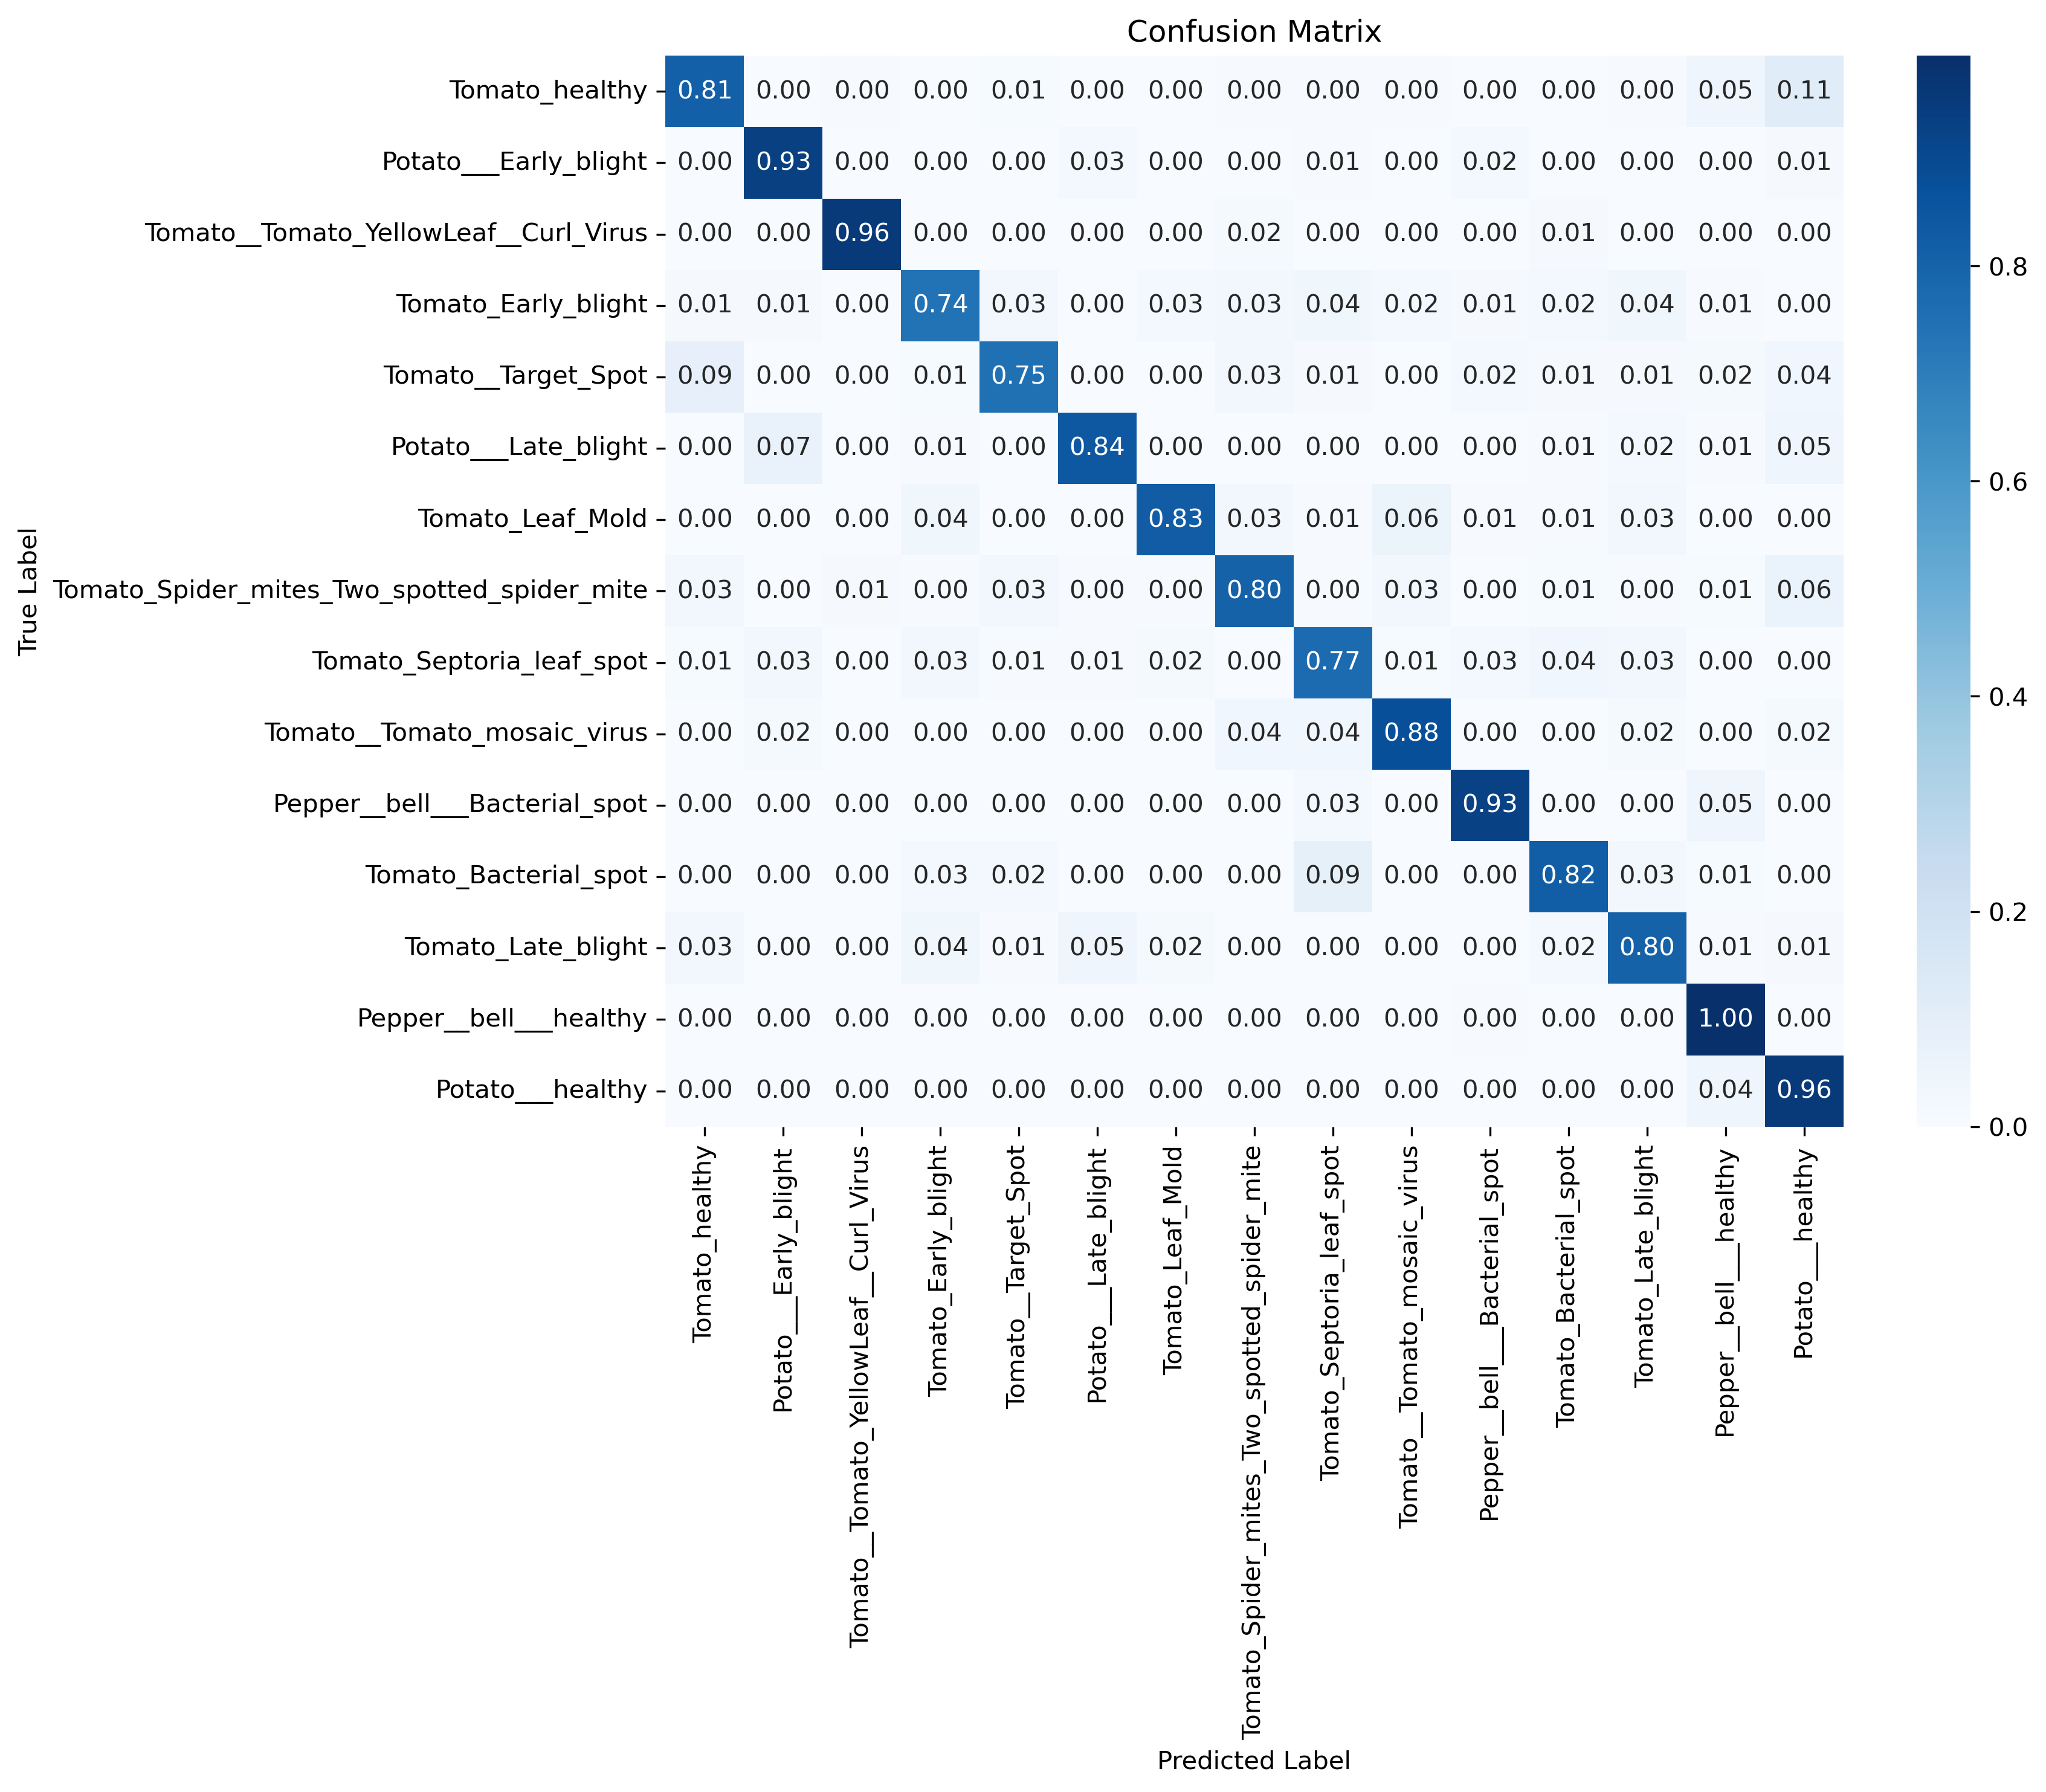 Confusion Matrix
True Label
Tomato_healthy 0.81 0.00 0.00 0.00 0.01 0.00 0.00 0.00 0.00 0.00 0.00 0.00 0.00 0.05 0.11
Potato___Early_blight 0.00 0.93 0.00 0.00 0.00 0.03 0.00 0.00 0.01 0.00 0.02 0.00 0.00 0.00 0.01
Tomato__Tomato_YellowLeaf__Curl_Virus 0.00 0.00 0.96 0.00 0.00 0.00 0.00 0.02 0.00 0.00 0.00 0.01 0.00 0.00 0.00
Tomato_Early_blight 0.01 0.01 0.00 0.74 0.03 0.00 0.03 0.03 0.04 0.02 0.01 0.02 0.04 0.01 0.00
Tomato__Target_Spot 0.09 0.00 0.00 0.01 0.75 0.00 0.00 0.03 0.01 0.00 0.02 0.01 0.01 0.02 0.04
Potato___Late_blight 0.00 0.07 0.00 0.01 0.00 0.84 0.00 0.00 0.00 0.00 0.00 0.01 0.02 0.01 0.05
Tomato_Leaf_Mold 0.00 0.00 0.00 0.04 0.00 0.00 0.83 0.03 0.01 0.06 0.01 0.01 0.03 0.00 0.00
Tomato_Spider_mites_Two_spotted_spider_mite 0.03 0.00 0.01 0.00 0.03 0.00 0.00 0.80 0.00 0.03 0.00 0.01 0.00 0.01 0.06
Tomato_Septoria_leaf_spot 0.01 0.03 0.00 0.03 0.01 0.01 0.02 0.00 0.77 0.01 0.03 0.04 0.03 0.00 0.00
Tomato__Tomato_mosaic_virus 0.00 0.02 0.00 0.00 0.00 0.00 0.00 0.04 0.04 0.88 0.00 0.00 0.02 0.00 0.02
Pepper__bell___Bacterial_spot 0.00 0.00 0.00 0.00 0.00 0.00 0.00 0.00 0.03 0.00 0.93 0.00 0.00 0.05 0.00
Tomato_Bacterial_spot 0.00 0.00 0.00 0.03 0.02 0.00 0.00 0.00 0.09 0.00 0.00 0.82 0.03 0.01 0.00
Tomato_Late_blight 0.03 0.00 0.00 0.04 0.01 0.05 0.02 0.00 0.00 0.00 0.00 0.02 0.80 0.01 0.01
Pepper__bell___healthy 0.00 0.00 0.00 0.00 0.00 0.00 0.00 0.00 0.00 0.00 0.00 0.00 0.00 1.00 0.00
Potato___healthy 0.00 0.00 0.00 0.00 0.00 0.00 0.00 0.00 0.00 0.00 0.00 0.00 0.00 0.04 0.96
0.8
0.6
0.4
0.2
0.0
Tomato_healthy
Potato___Early_blight
Tomato__Tomato_YellowLeaf__Curl_Virus
Tomato_Early_blight
Tomato__Target_Spot
Potato___Late_blight
Tomato_Leaf_Mold
Tomato_Spider_mites_Two_spotted_spider_mite
Tomato_Septoria_leaf_spot
Tomato__Tomato_mosaic_virus
Pepper__bell___Bacterial_spot
Tomato_Bacterial_spot
Tomato_Late_blight
Pepper__bell___healthy
Potato___healthy
Predicted Label